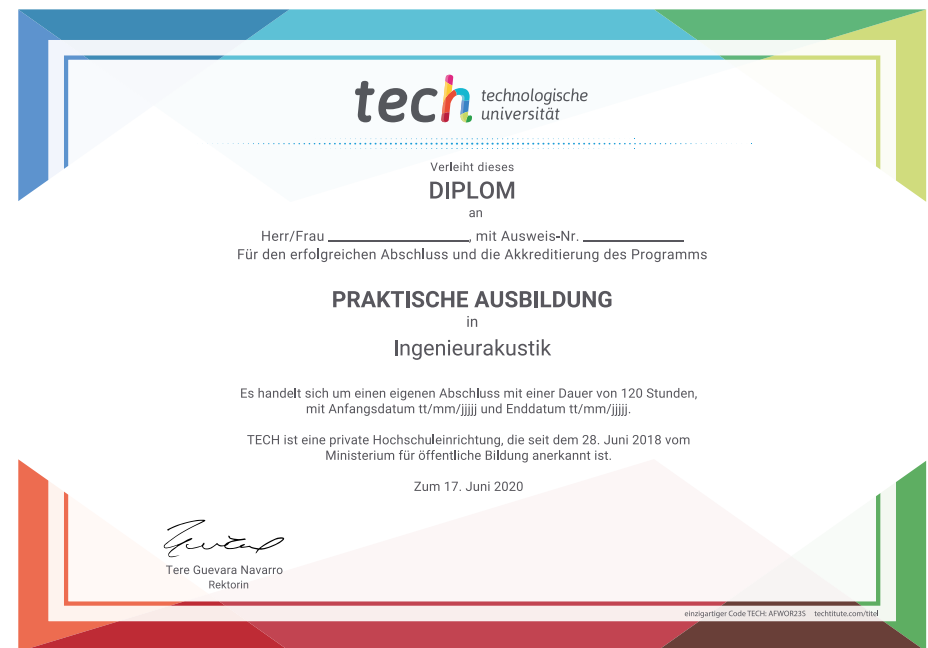 tech technologische
universität
Verleiht dieses
DIPLOM
an
Herr/Frau ____________, mit Ausweis-Nr. ____________
Für den erfolgreichen Abschluss und die Akkreditierung des Programms
PRAKTISCHE AUSBILDUNG
in
Ingenieurakustik
Es handelt sich um einen eigenen Abschluss mit einer Dauer von 120 Stunden,
mit Anfangsdatum tt/mm/jjjjj und Enddatum tt/mm/jjjjj.
TECH ist eine private Hochschuleinrichtung, die seit dem 28. Juni 2018 vom
Ministerium für öffentliche Bildung anerkannt ist.
Zum 17. Juni 2020
Tere Guevara Navarro
Rektorin
einzigartiger Code TECH: AFWOR23S techtitute.com/titel